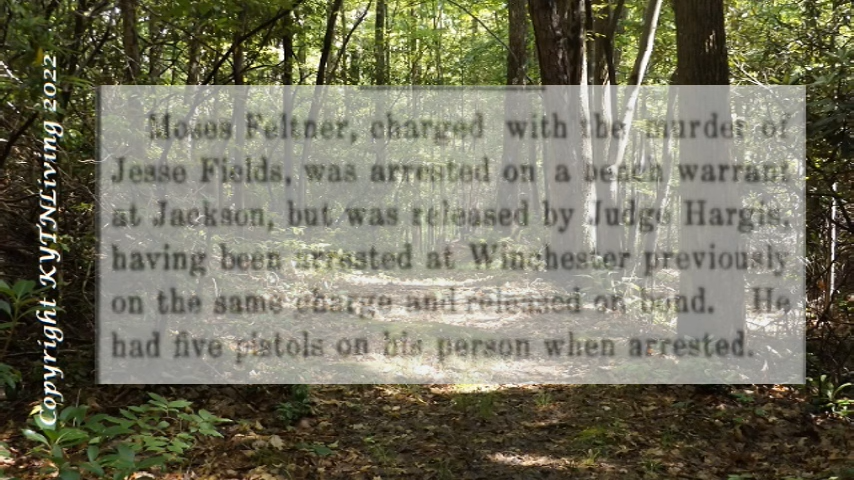 Moses Feltner, charged with the murder of
Jesse Fields, was arrested on a bench warrant
at Jackson, but was released by Judge Hargis,
having been arrested at Winchester previously
on the same charge and released on bond. He
had five pistols on his person when arrested.
Copyright KYTNLiving 2022